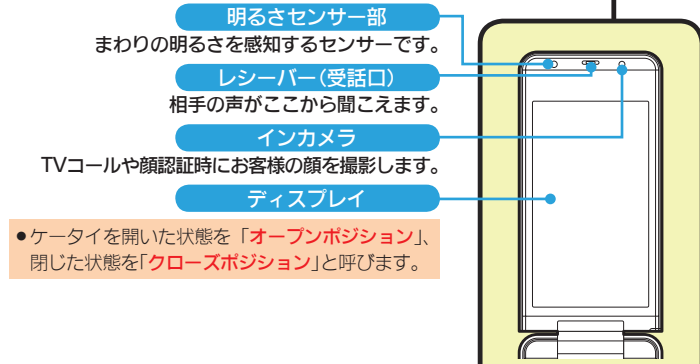 明るさセンサー部
まわりの明るさを感知するセンサーです。
レシーバー(受話口)
相手の声がここから聞こえます。
インカメラ
TVコールや顔認証時にお客様の顔を撮影します。
ディスプレイ
●ケータイを開いた状態を「オープンポジション」、
閉じた状態を「クローズポジション」と呼びます。